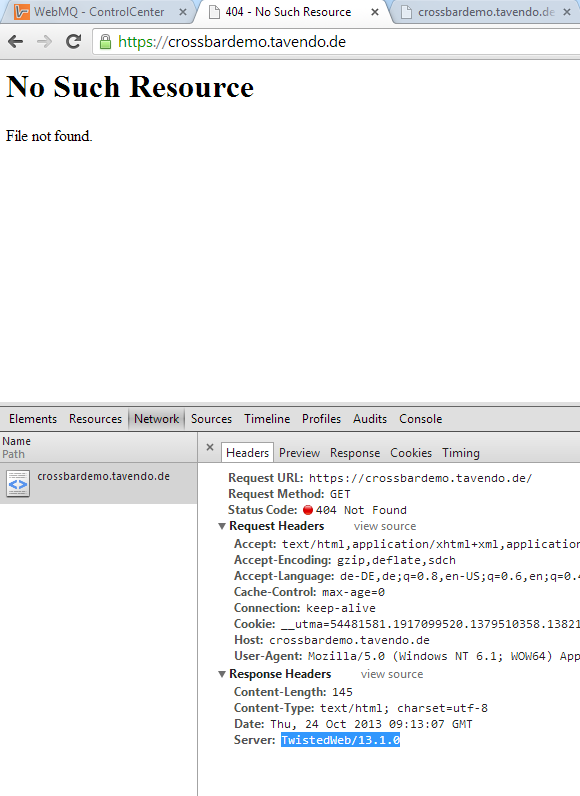 WebMQ - ControlCenter × 404 - No Such Resource × crossbardemo.tavendo.de ×
https://crossbardemo.tavendo.de
No Such Resource
File not found.
Elements Resources Network Sources Timeline Profiles Audits Console
Name
Path
× Headers Preview Response Cookies Timing
crossbardemo.tavendo.de
Request URL: https://crossbardemo.tavendo.de/
Request Method: GET
Status Code: 404 Not Found
Request Headers view source
Accept: text/html,application/xhtml+xml,application
Accept-Encoding: gzip,deflate,sdch
Accept-Language: de-DE,de;q=0.8,en-US;q=0.6,en;q=0.4
Cache-Control: max-age=0
Connection: keep-alive
Cookie: __utma=54481581.1917099520.1379510358.13821
Host: crossbardemo.tavendo.de
User-Agent: Mozilla/5.0 (Windows NT 6.1; WOW64) App
Response Headers view source
Content-Length: 145
Content-Type: text/html; charset=utf-8
Date: Thu, 24 Oct 2013 09:13:07 GMT
Server: TwistedWeb/13.1.0